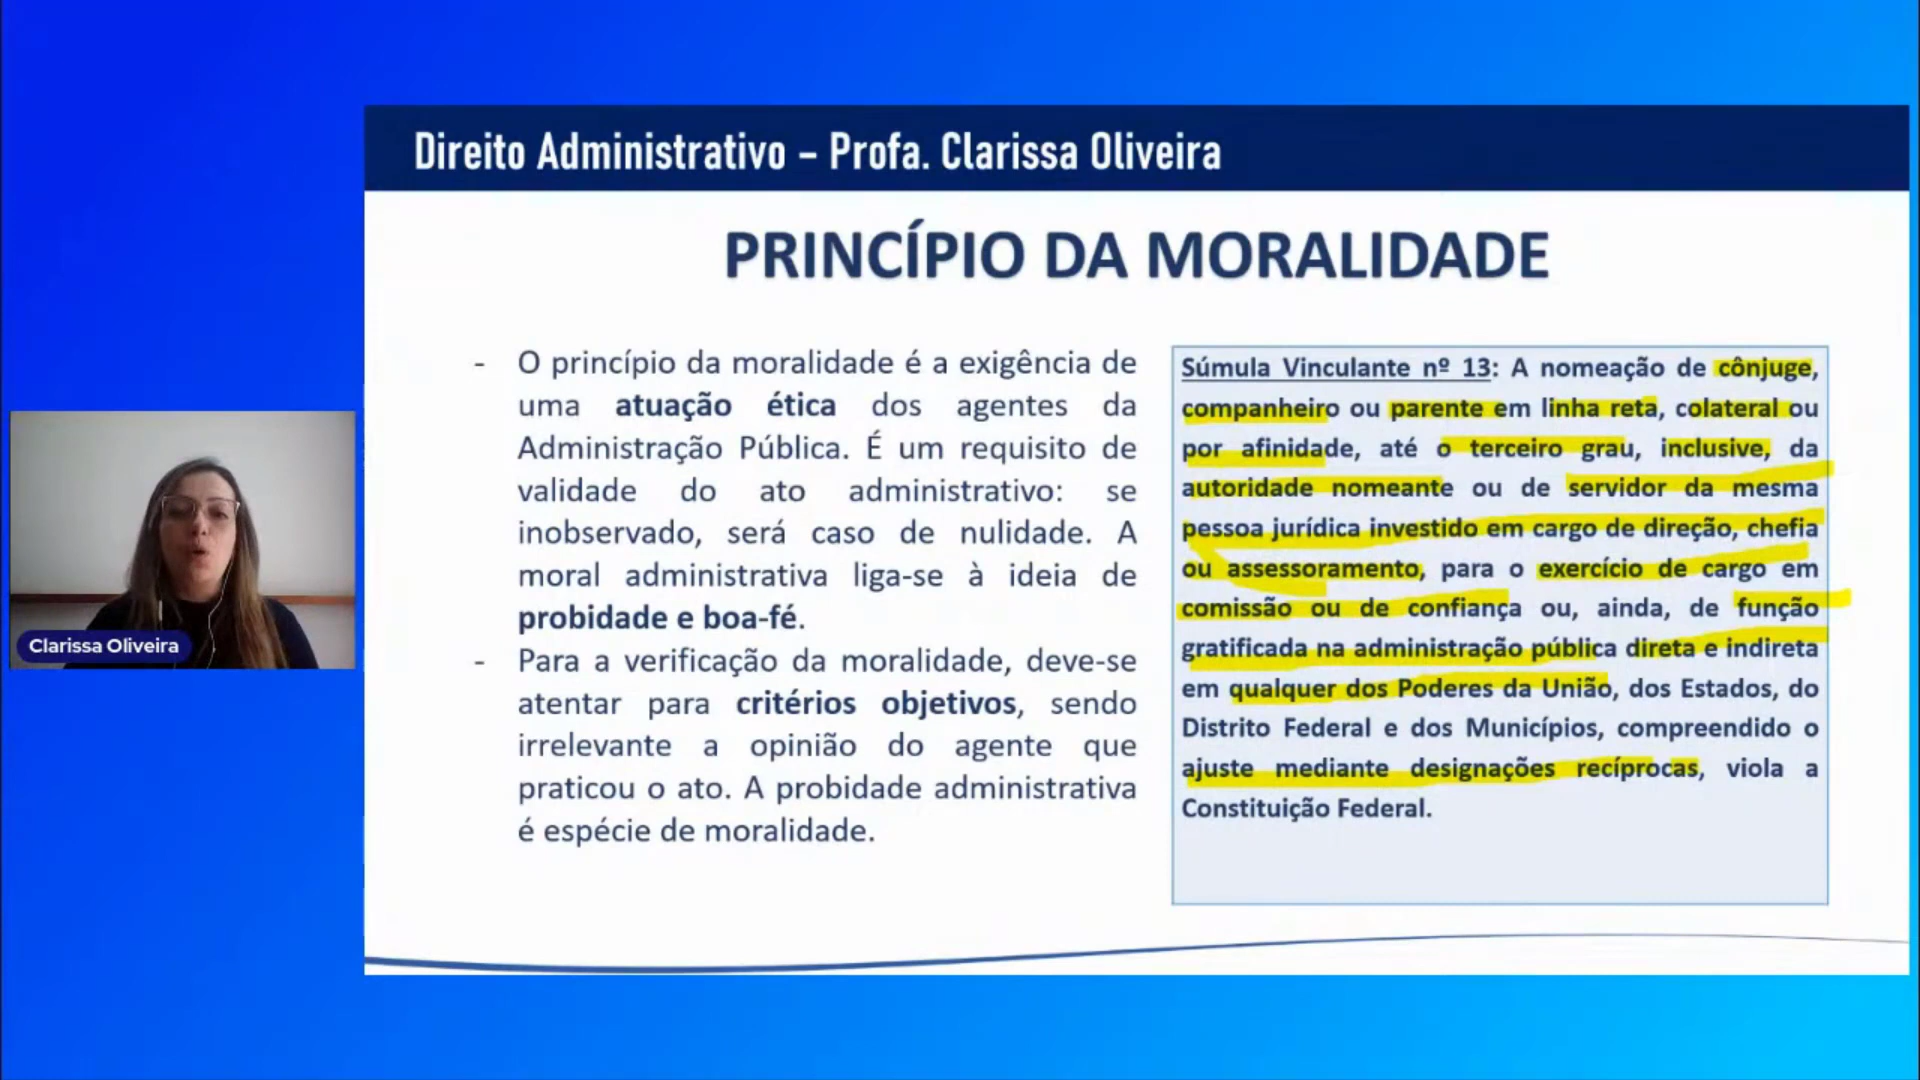 Direito Administrativo – Profa. Clarissa Oliveira
PRINCÍPIO DA MORALIDADE
- O princípio da moralidade é a exigência de
uma atuação ética dos agentes da
Administração Pública. É um requisito de
validade do ato administrativo: se
inobservado, será caso de nulidade. A
moral administrativa liga-se à ideia de
probidade e boa-fé.
- Para a verificação da moralidade, deve-se
atentar para critérios objetivos, sendo
irrelevante a opinião do agente que
praticou o ato. A probidade administrativa
é espécie de moralidade.
Súmula Vinculante nº 13: A nomeação de cônjuge,
companheiro ou parente em linha reta, colateral ou
por afinidade, até o terceiro grau, inclusive, da
autoridade nomeante ou de servidor da mesma
pessoa jurídica investido em cargo de direção, chefia
ou assessoramento, para o exercício de cargo em
comissão ou de confiança ou, ainda, de função
gratificada na administração pública direta e indireta
em qualquer dos Poderes da União, dos Estados, do
Distrito Federal e dos Municípios, compreendido o
ajuste mediante designações recíprocas, viola a
Constituição Federal.
Clarissa Oliveira